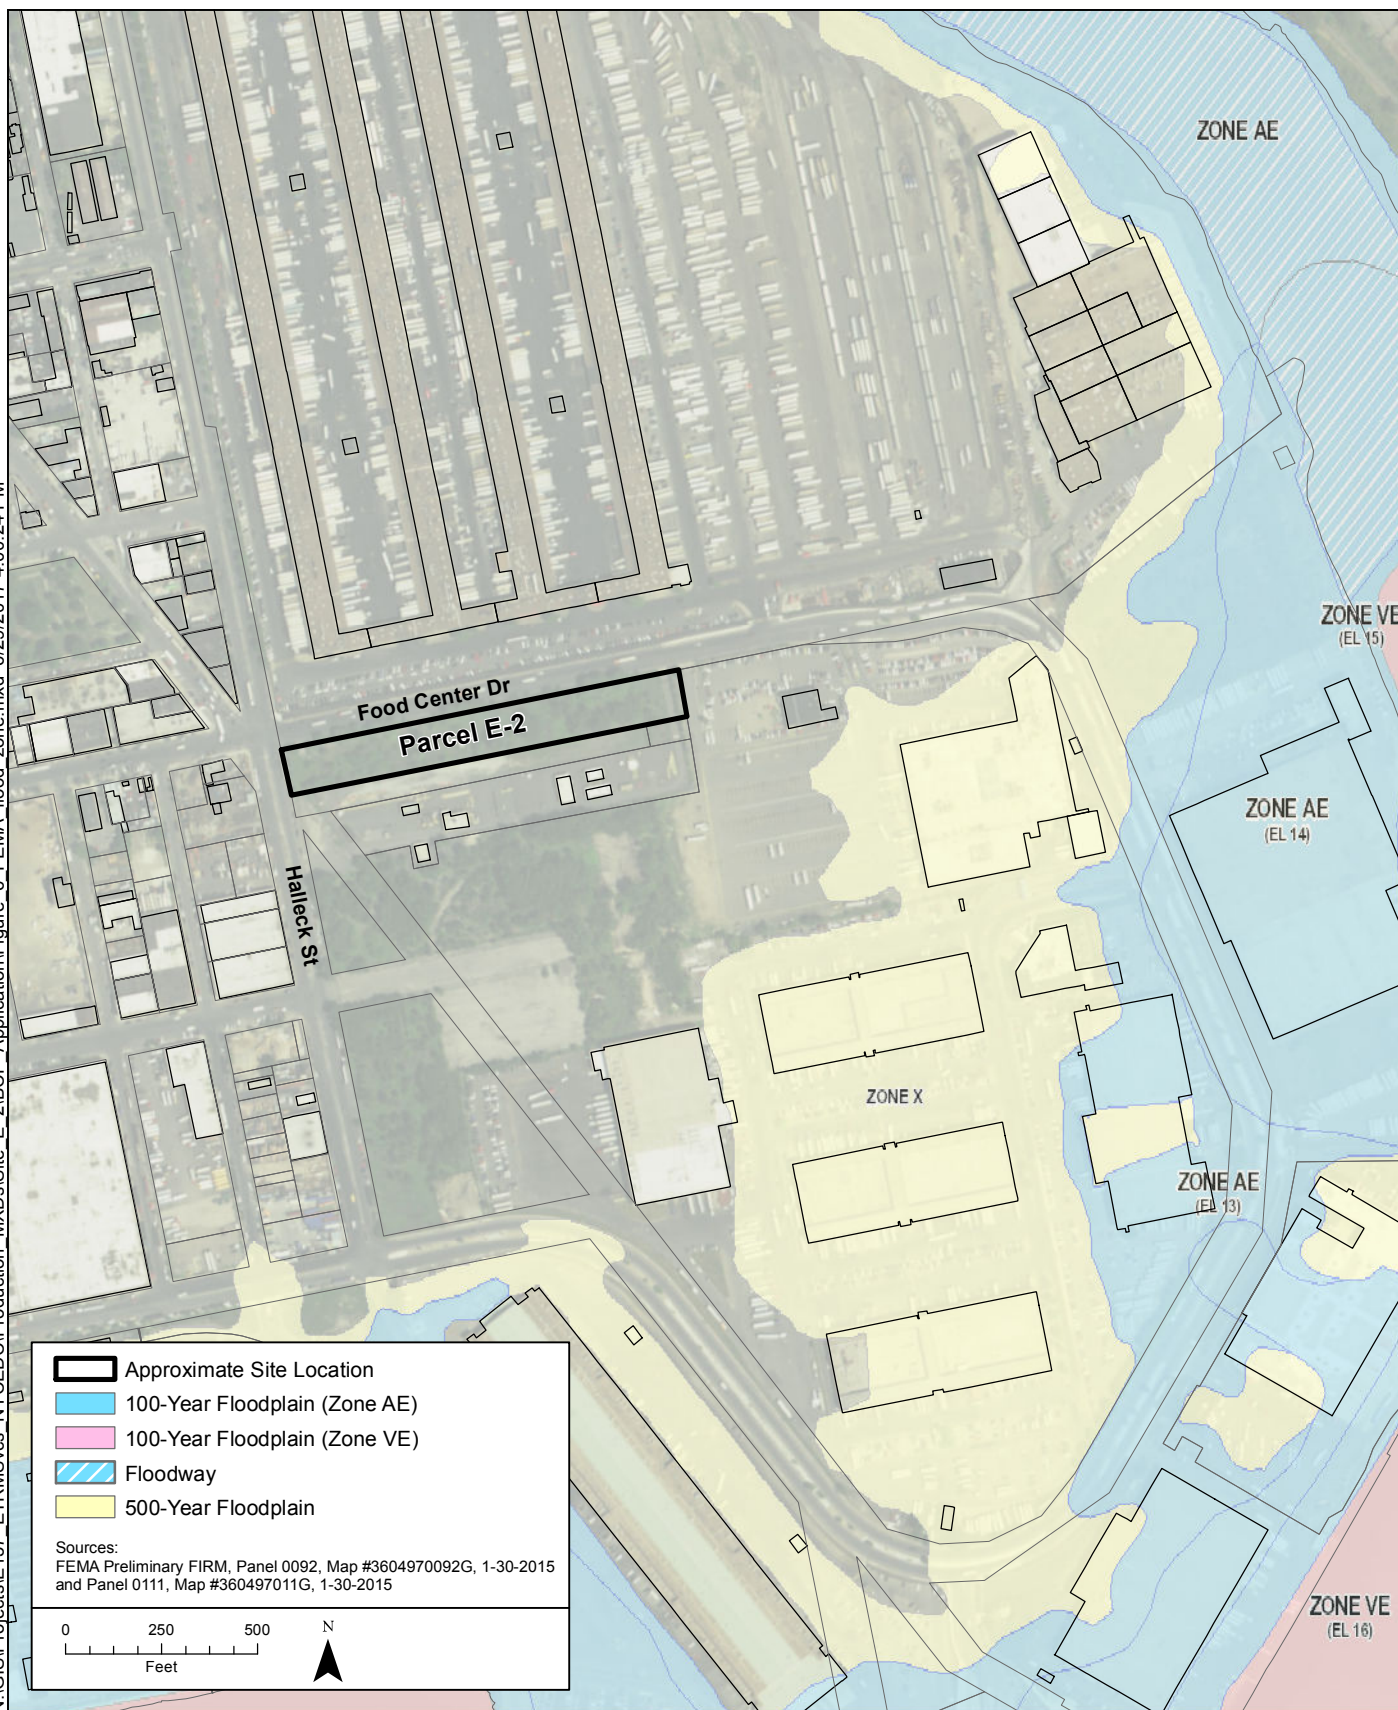 ZONE AE
ZONE VE
(EL 15)
Food Center Dr
Parcel E-2
ZONE AE
(EL 14)
Halleck St
ZONE X
ZONE AE
(EL 13)
Approximate Site Location
100-Year Floodplain (Zone AE)
100-Year Floodplain (Zone VE)
Floodway
500-Year Floodplain
Sources:
FEMA Preliminary FIRM, Panel 0092, Map #3604970092G, 1-30-2015
and Panel 0111, Map #360497011G, 1-30-2015
0 250 500
Feet
N
ZONE VE
(EL 16)